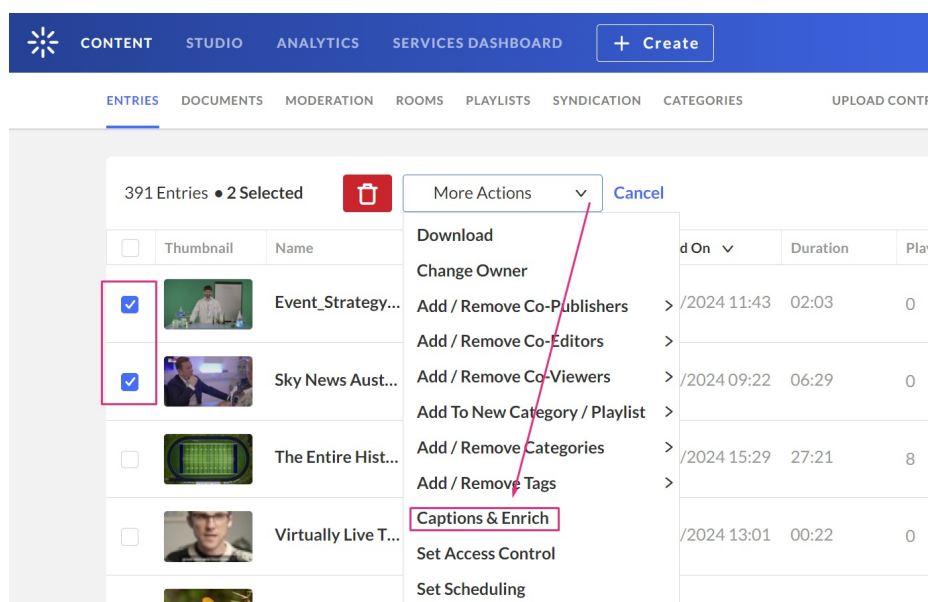 CONTENT STUDIO ANALYTICS SERVICES DASHBOARD + Create
ENTRIES DOCUMENTS MODERATION ROOMS PLAYLISTS SYNDICATION CATEGORIES UPLOAD CONTR
391 Entries • 2 Selected More Actions Cancel
Thumbnail Name d On Duration Pla
Download
Change Owner
Event_Strategy... Add / Remove Co-Publishers /2024 11:43 02:03 0
Add / Remove Co-Editors
Sky News Aust... Add / Remove Co-Viewers /2024 09:22 06:29 0
Add To New Category / Playlist
The Entire Hist... Add / Remove Categories /2024 15:29 27:21 8
Add / Remove Tags
Captions & Enrich
Virtually Live T... /2024 13:01 00:22 0
Set Access Control
Set Scheduling